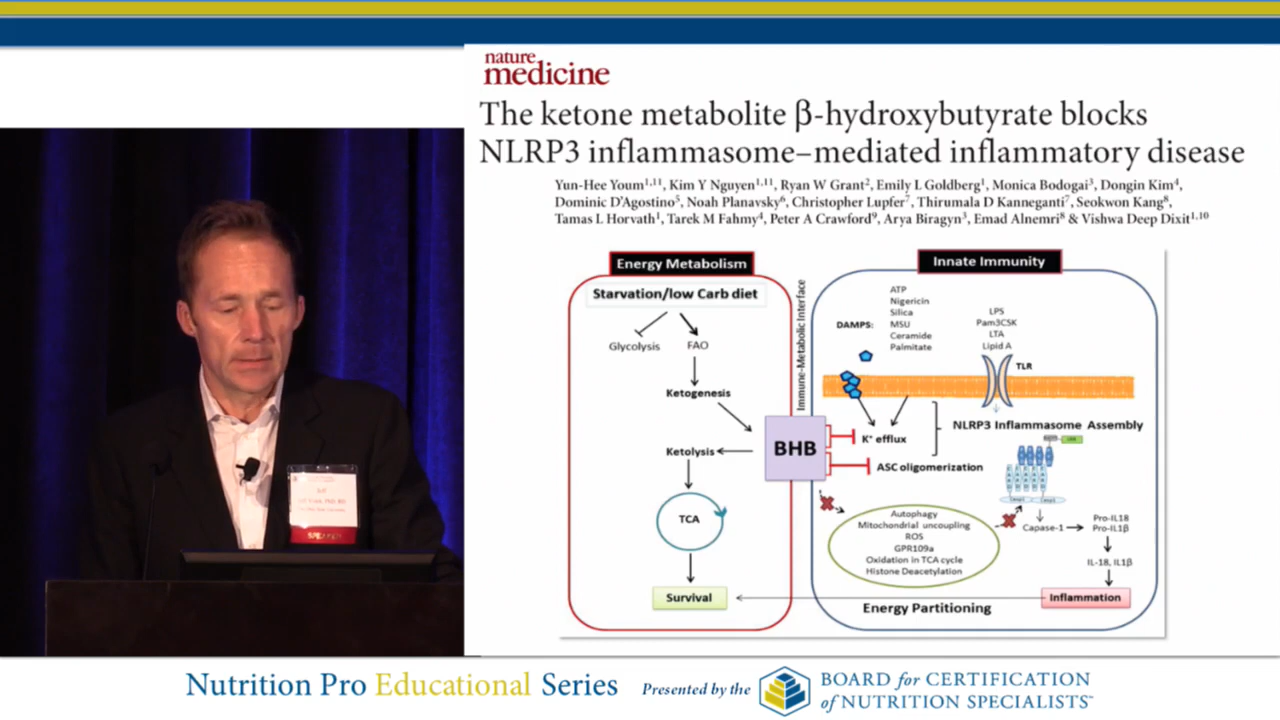 nature
medicine
The ketone metabolite β-hydroxybutyrate blocks
NLRP3 inflammasome–mediated inflammatory disease
Yun-Hee Youm1,11, Kim Y Nguyen1,11, Ryan W Grant2, Emily L Goldberg1, Monica Bodogai3, Dongin Kim4,
Dominic D'Agostino5, Noah Planavsky6, Christopher Lupfer7, Thirumala D Kanneganti7, Seokwon Kang8,
Tamas L Horvath1, Tarek M Fahmy4, Peter A Crawford9, Arya Biragyn3, Emad Alnemri8 & Vishwa Deep Dixit1,10
Energy Metabolism
Starvation/low Carb diet
Glycolysis
FAO
Ketogenesis
Ketolysis
TCA
Survival
Immune-Metabolic Interface
BHB
Innate Immunity
DAMPS:
ATP
Nigericin
Silica
MSU
Ceramide
Palmitate
LPS
Pam3CSK
LTA
Lipid A
TLR
K+ efflux
ASC oligomerization
NLRP3 Inflammasome Assembly
Autophagy
Mitochondrial uncoupling
ROS
GPR109a
Oxidation in TCA cycle
Histone Deacetylation
Capase-1
Pro-IL18
Pro-IL1β
IL-18, IL1β
Inflammation
Energy Partitioning
SPEAKER
Nutrition Pro Educational Series
Presented by the
BOARD for CERTIFICATION
of NUTRITION SPECIALISTS